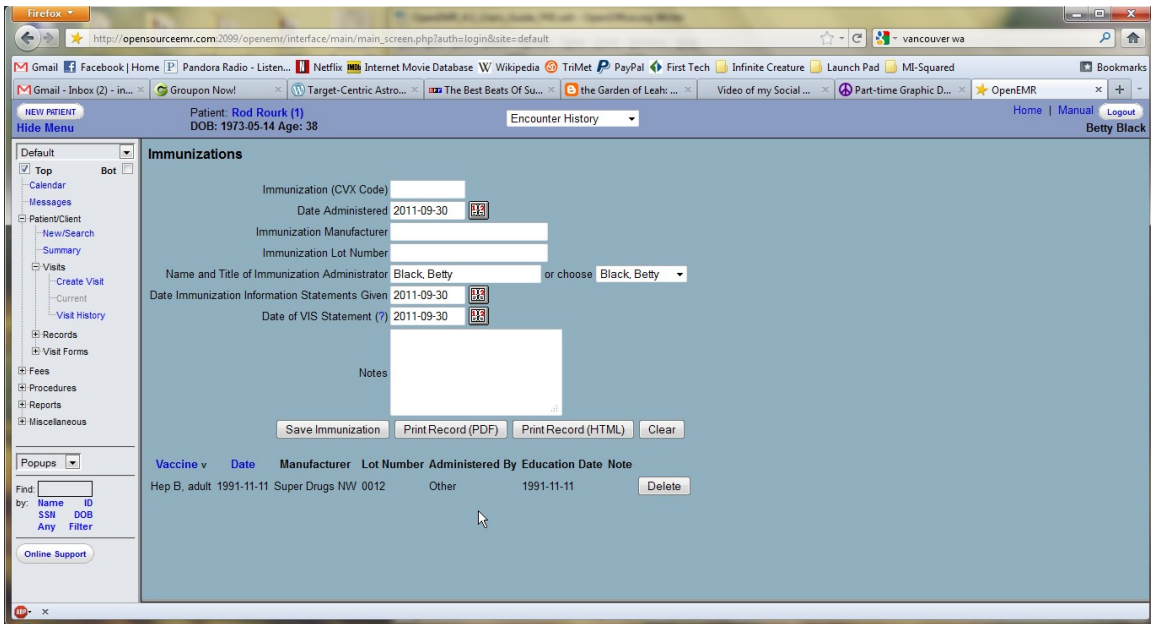 Firefox
http://opensourceemr.com:2099/openemr/interface/main/main_screen.php?auth=login&site=default
vancouver wa
Gmail Facebook | Home Pandora Radio - Listen... Netflix Internet Movie Database Wikipedia TriMet PayPal First Tech Infinite Creature Launch Pad MI-Squared Bookmarks
Gmail - Inbox (2) - in... Groupon Now! Target-Centric Astro... The Best Beats Of Su... the Garden of Leah: ... Video of my Social ... Part-time Graphic D... OpenEMR
NEW PATIENT Patient: Rod Rourk (1) Encounter History Home | Manual Logout
Hide Menu DOB: 1973-05-14 Age: 38 Betty Black
Default
Top Bot
Calendar
Messages
Patient/Client
New/Search
Summary
Visits
Create Visit
Current
Visit History
Records
Visit Forms
Fees
Procedures
Reports
Miscellaneous
Popups
Find:
by: Name ID
SSN DOB
Any Filter
Online Support
Immunizations
Immunization (CVX Code)
Date Administered 2011-09-30
Immunization Manufacturer
Immunization Lot Number
Name and Title of Immunization Administrator Black, Betty or choose Black, Betty
Date Immunization Information Statements Given 2011-09-30
Date of VIS Statement (?) 2011-09-30
Notes
Save Immunization Print Record (PDF) Print Record (HTML) Clear
Vaccine v Date Manufacturer Lot Number Administered By Education Date Note
Hep B, adult 1991-11-11 Super Drugs NW 0012 Other 1991-11-11 Delete